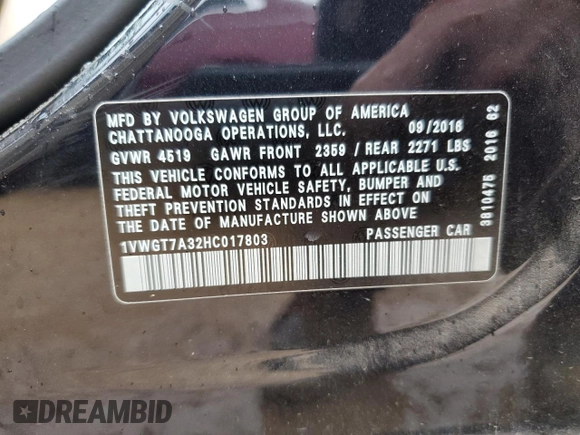 MFD BY VOLKSWAGEN GROUP OF AMERICA
CHATTANOOGA OPERATIONS, LLC. 09/2016
GVWR 4519 GAWR FRONT 2359 / REAR 2271 LBS
THIS VEHICLE CONFORMS TO ALL APPLICABLE U.S.
FEDERAL MOTOR VEHICLE SAFETY, BUMPER AND
THEFT PREVENTION STANDARDS IN EFFECT ON
THE DATE OF MANUFACTURE SHOWN ABOVE
1VWGT7A32HC017803 PASSENGER CAR
3810475 2016 62
DREAMBID